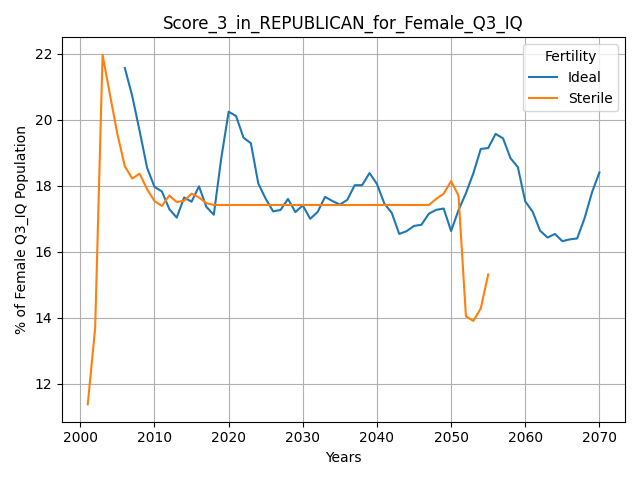 Score_3_in_REPUBLICAN_for_Female_Q3_IQ
Fertility
Ideal
Sterile
% of Female Q3_IQ Population
22
20
18
16
14
12
2000 2010 2020 2030 2040 2050 2060 2070
Years